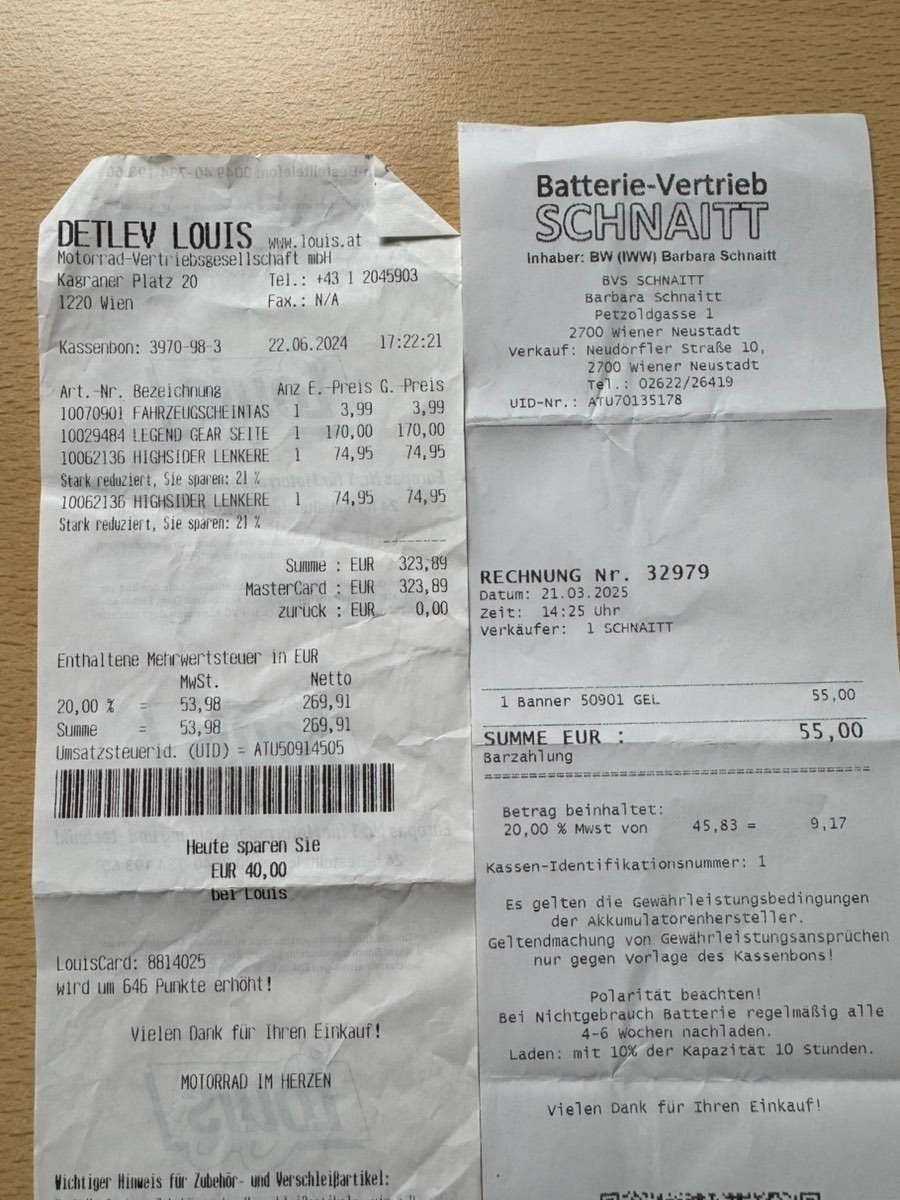 DETLEV LOUIS www.louis.at
Motorrad-Vertriebsgesellschaft mbH
Kagraner Platz 20 Tel.: +43 1 2045903
1220 Wien Fax.: N/A
Kassenbon: 3970-98-3 22.06.2024 17:22:21
Art.-Nr. Bezeichnung Anz E.-Preis G.-Preis
10070901 FAHRZEUGSCHEINTAS 1 3,99 3,99
10029484 LEGEND GEAR SEITE 1 170,00 170,00
10062136 HIGHSIDER LENKERE 1 74,95 74,95
Stark reduziert, Sie sparen: 21 %
10062136 HIGHSIDER LENKERE 1 74,95 74,95
Stark reduziert, Sie sparen: 21 %
Summe : EUR 323,89
MasterCard : EUR 323,89
zurück : EUR 0,00
Enthaltene Mehrwertsteuer in EUR
MwSt. Netto
20,00 % = 53,98 269,91
Summe = 53,98 269,91
Umsatzsteuerid. (UID) = ATU50914505
Heute sparen Sie
EUR 40,00
bei Louis
LouisCard: 8814025
wird um 646 Punkte erhöht!
Vielen Dank für Ihren Einkauf!
MOTORRAD IM HERZEN
Wichtiger Hinweis für Zubehör- und Verschleißartikel:
Batterie-Vertrieb
SCHNAITT
Inhaber: BW (IWW) Barbara Schnaitt
BVS SCHNAITT
Barbara Schnaitt
Petzoldgasse 1
2700 Wiener Neustadt
Verkauf: Neudörfler Straße 10,
2700 Wiener Neustadt
Tel.: 02622/26419
UID-Nr.: ATU70135178
RECHNUNG Nr. 32979
Datum: 21.03.2025
Zeit: 14:25 Uhr
Verkäufer: 1 SCHNAITT
1 Banner 50901 GEL 55,00
SUMME EUR : 55,00
Barzahlung
Betrag beinhaltet:
20,00 % Mwst von 45,83 = 9,17
Kassen-Identifikationsnummer: 1
Es gelten die Gewährleistungsbedingungen
der Akkumulatorenhersteller.
Geltendmachung von Gewährleistungsansprüchen
nur gegen Vorlage des Kassenbons!
Polarität beachten!
Bei Nichtgebrauch Batterie regelmäßig alle
4-6 Wochen nachladen.
Laden: mit 10% der Kapazität 10 Stunden.
Vielen Dank für Ihren Einkauf!